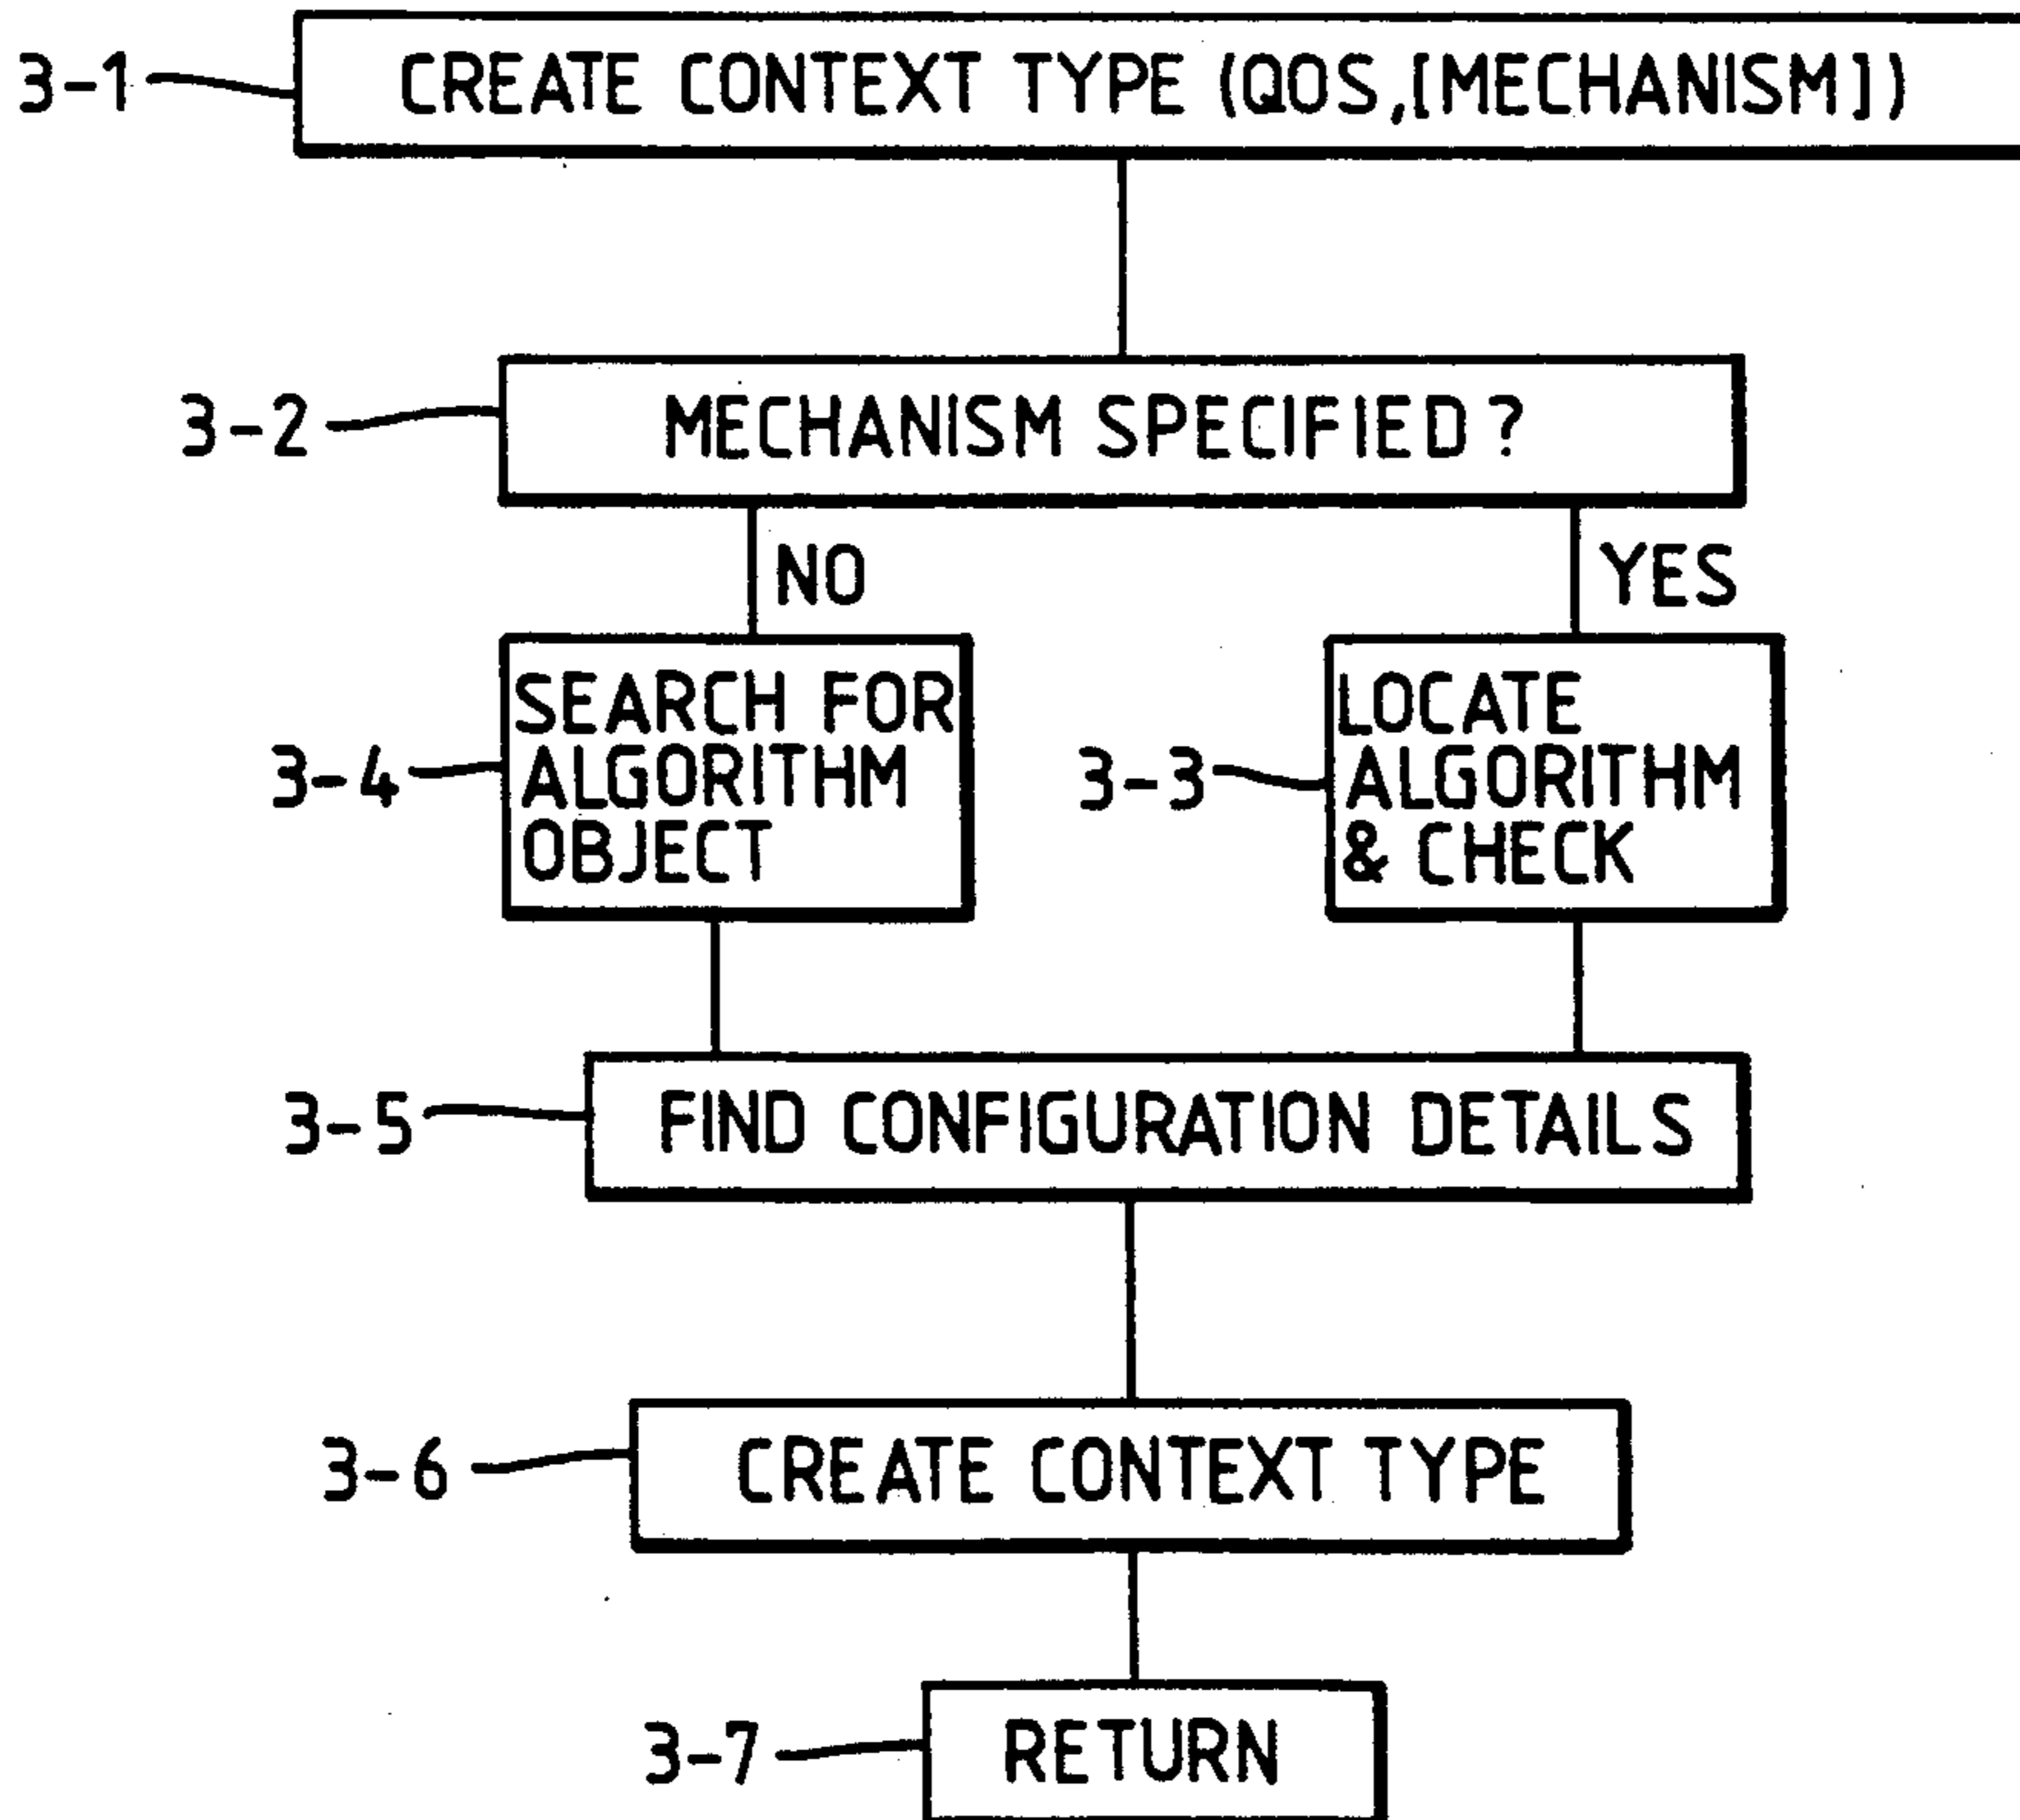 3-1 CREATE CONTEXT TYPE (QOS,[MECHANISM])
3-2 MECHANISM SPECIFIED?
NO
YES
3-4
SEARCH FOR
ALGORITHM
OBJECT
3-3
LOCATE
ALGORITHM
& CHECK
3-5 FIND CONFIGURATION DETAILS
3-6 CREATE CONTEXT TYPE
3-7 RETURN